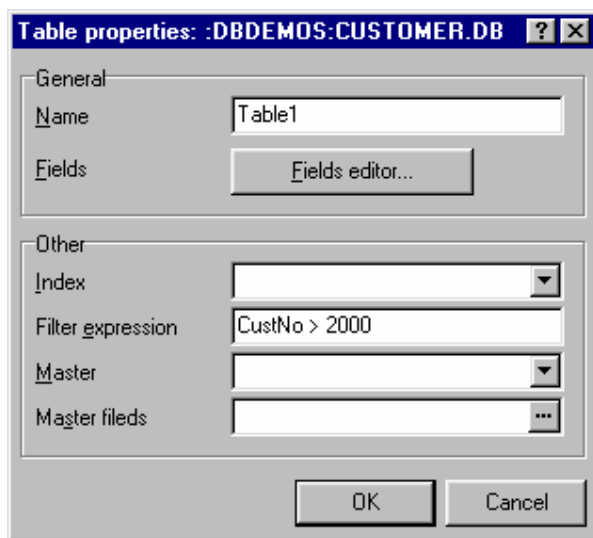 Table properties: :DBDEMOS:CUSTOMER.DB
General
Name Table1
Fields Fields editor...
Other
Index
Filter expression CustNo > 2000
Master
Master fileds
OK Cancel